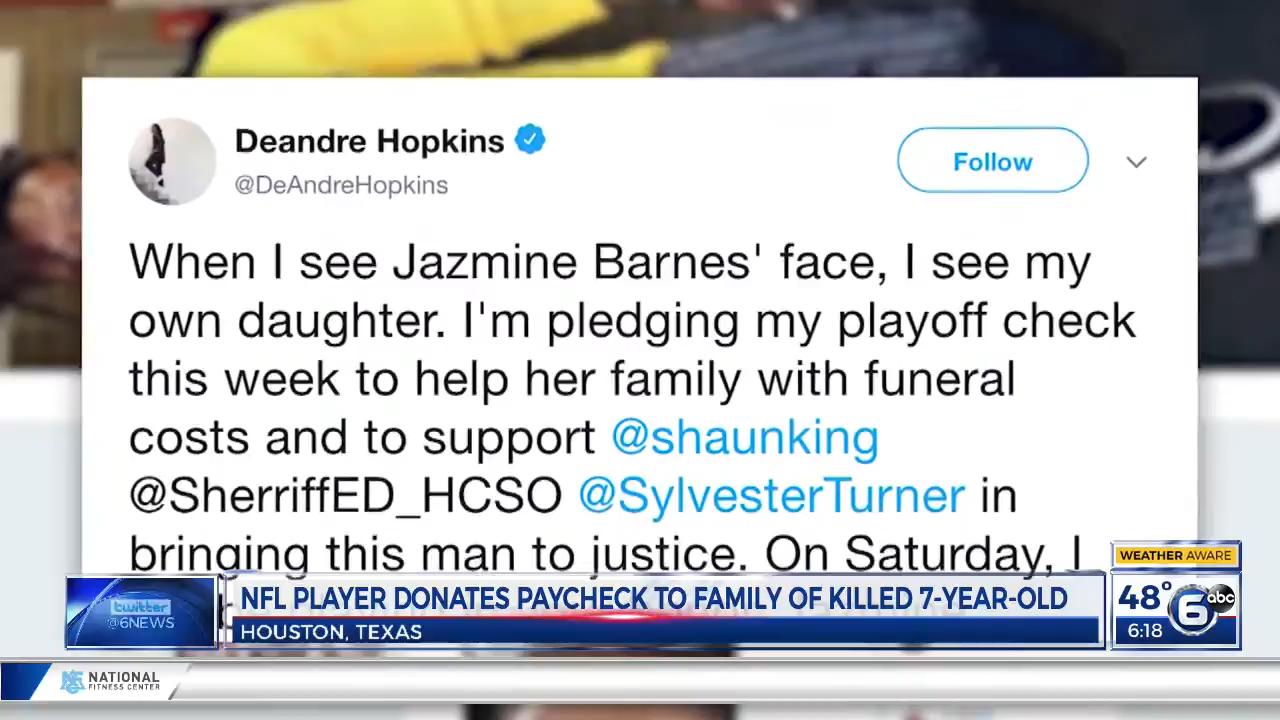 Deandre Hopkins
@DeAndreHopkins
Follow
When I see Jazmine Barnes' face, I see my
own daughter. I'm pledging my playoff check
this week to help her family with funeral
costs and to support @shaunking
@SherriffED_HCSO @SylvesterTurner in
bringing this man to justice. On Saturday, I
WEATHER AWARE
twitter
@6NEWS
NFL PLAYER DONATES PAYCHECK TO FAMILY OF KILLED 7-YEAR-OLD
HOUSTON, TEXAS
48°
6:18
6 abc
NATIONAL
FITNESS CENTER